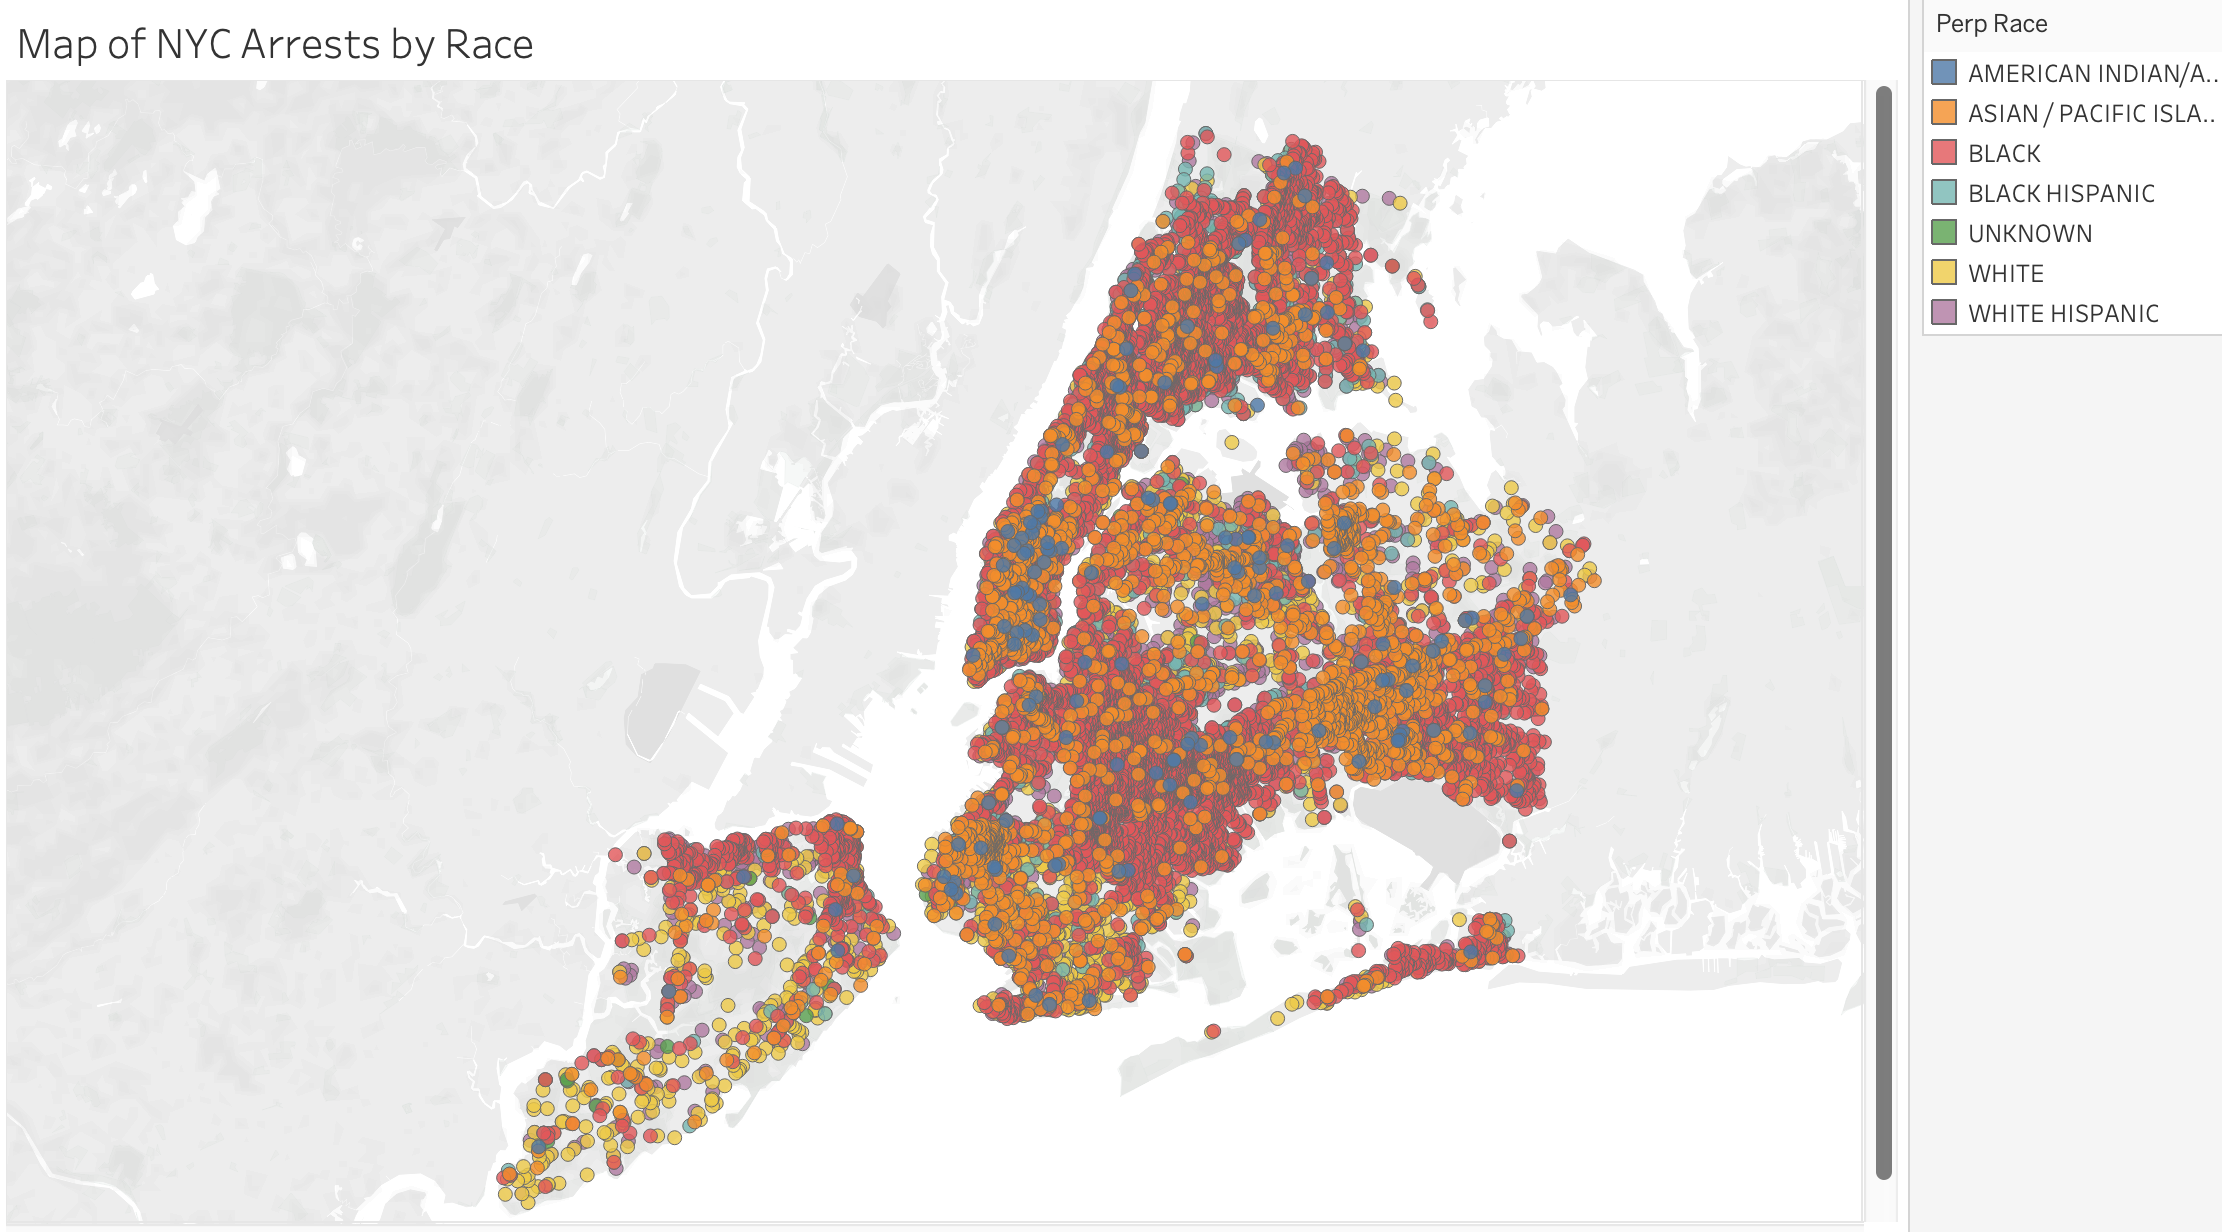 Map of NYC Arrests by Race
Perp Race
AMERICAN INDIAN/A..
ASIAN / PACIFIC ISLA..
BLACK
BLACK HISPANIC
UNKNOWN
WHITE
WHITE HISPANIC